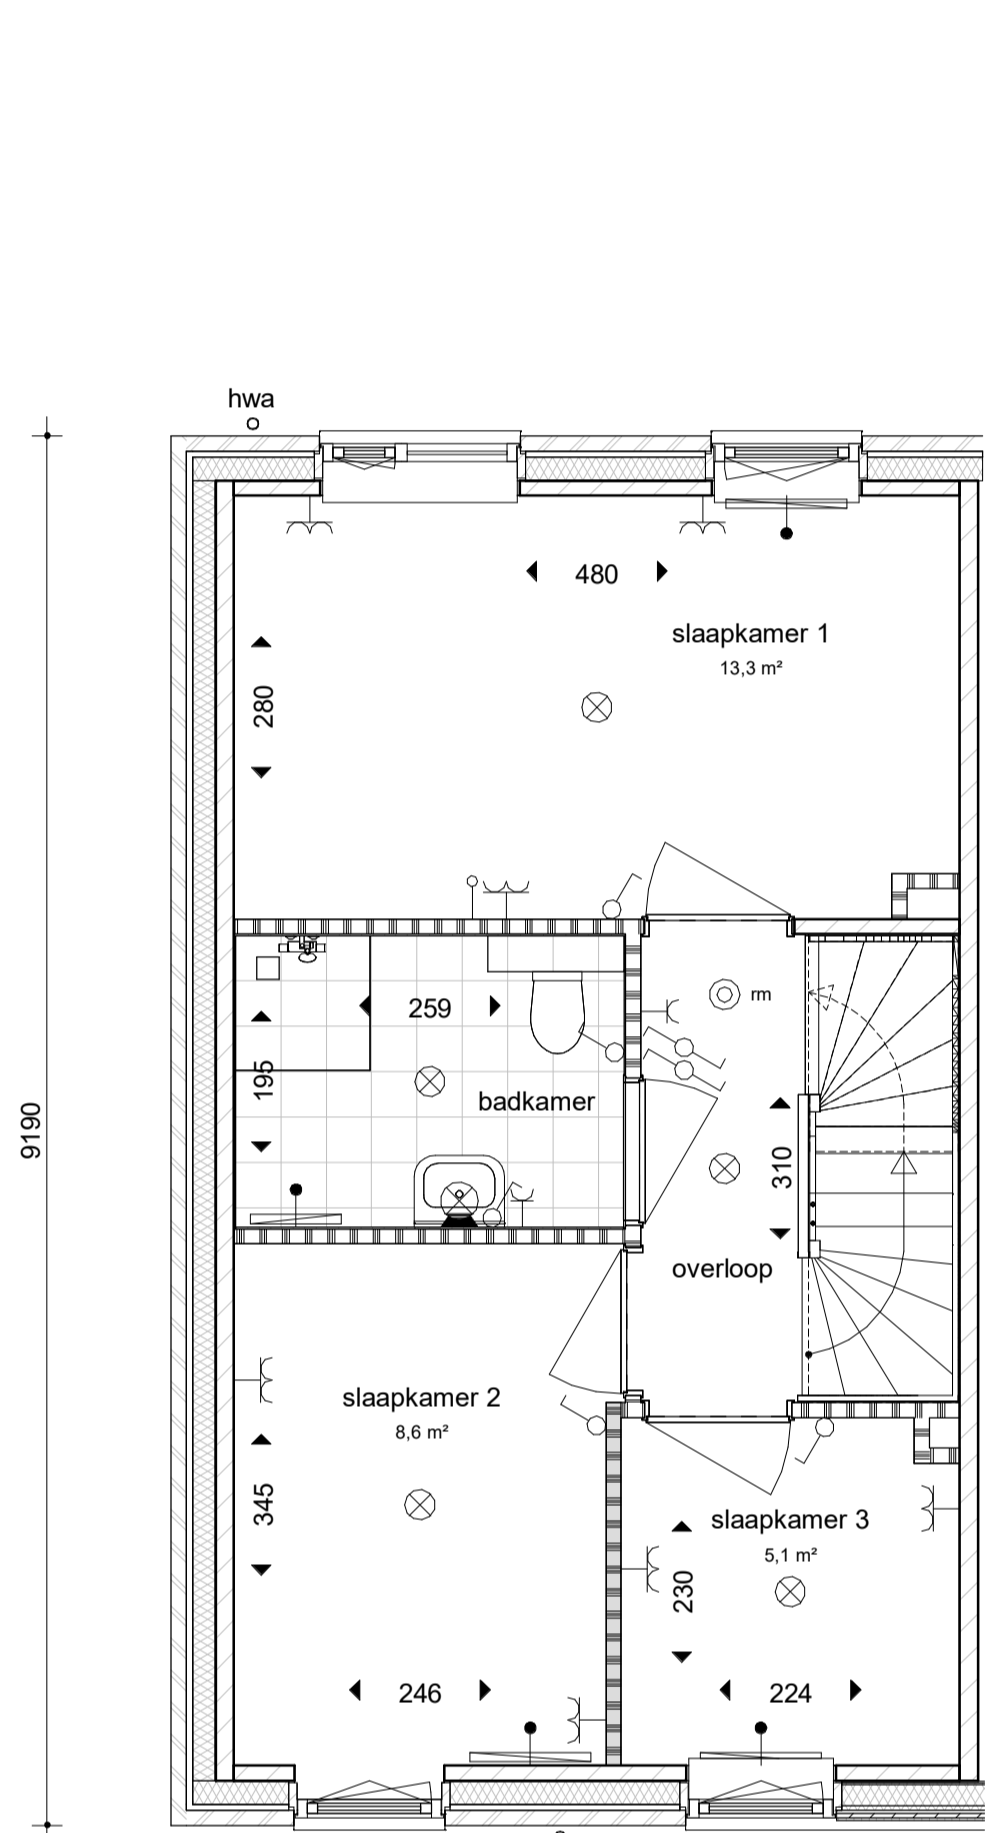 hwa
480
slaapkamer 1
13,3 m²
280
259
rm
195
badkamer
9190
310
overloop
slaapkamer 2
8,6 m²
345
slaapkamer 3
5,1 m²
230
246
224